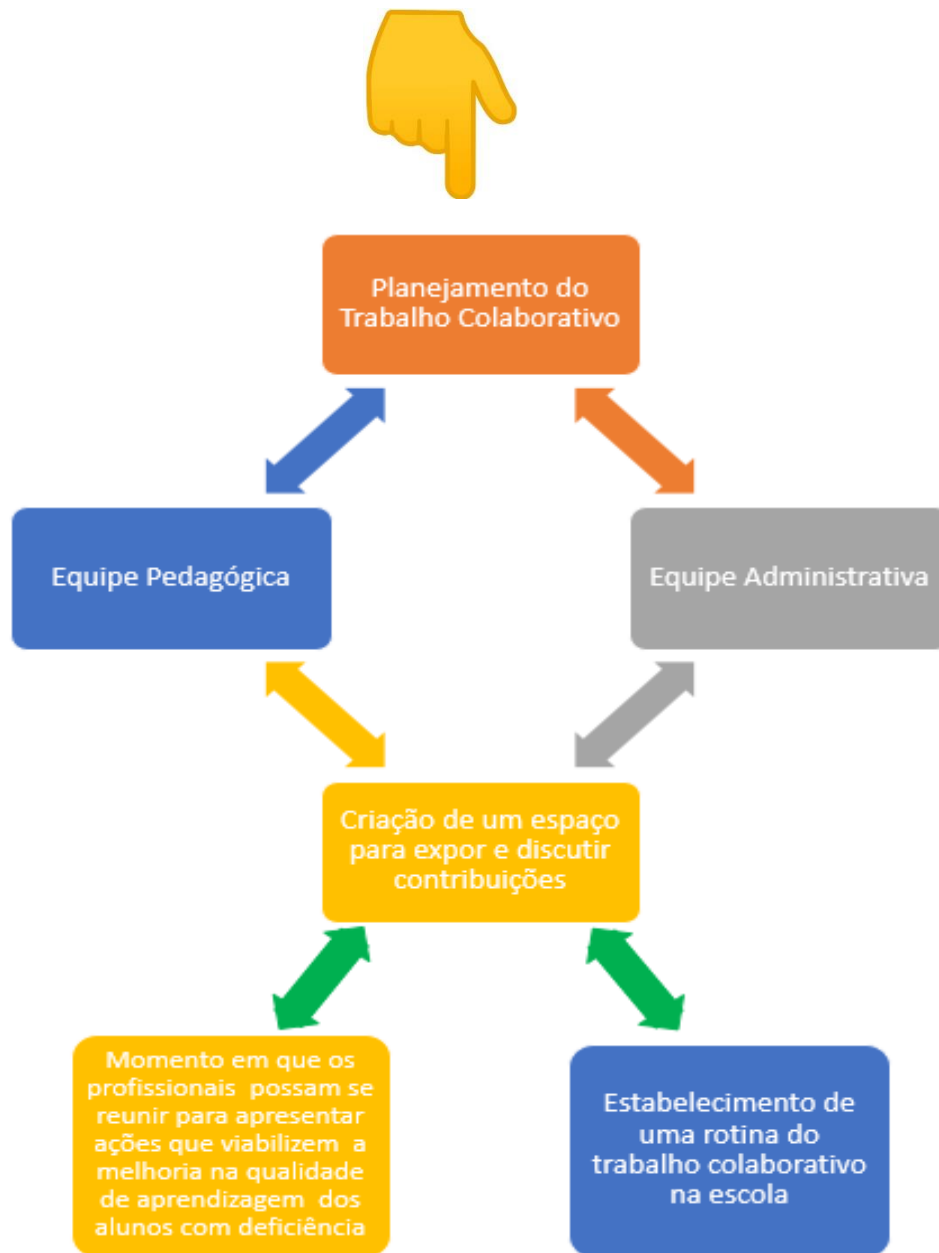 Planejamento do
Trabalho Colaborativo
Equipe Pedagógica
Equipe Administrativa
Criação de um espaço
para expor e discutir
contribuições
Momento em que os
profissionais possam se
reunir para apresentar
ações que viabilizem a
melhoria na qualidade
de aprendizagem dos
alunos com deficiência
Estabelecimento de
uma rotina do
trabalho colaborativo
na escola